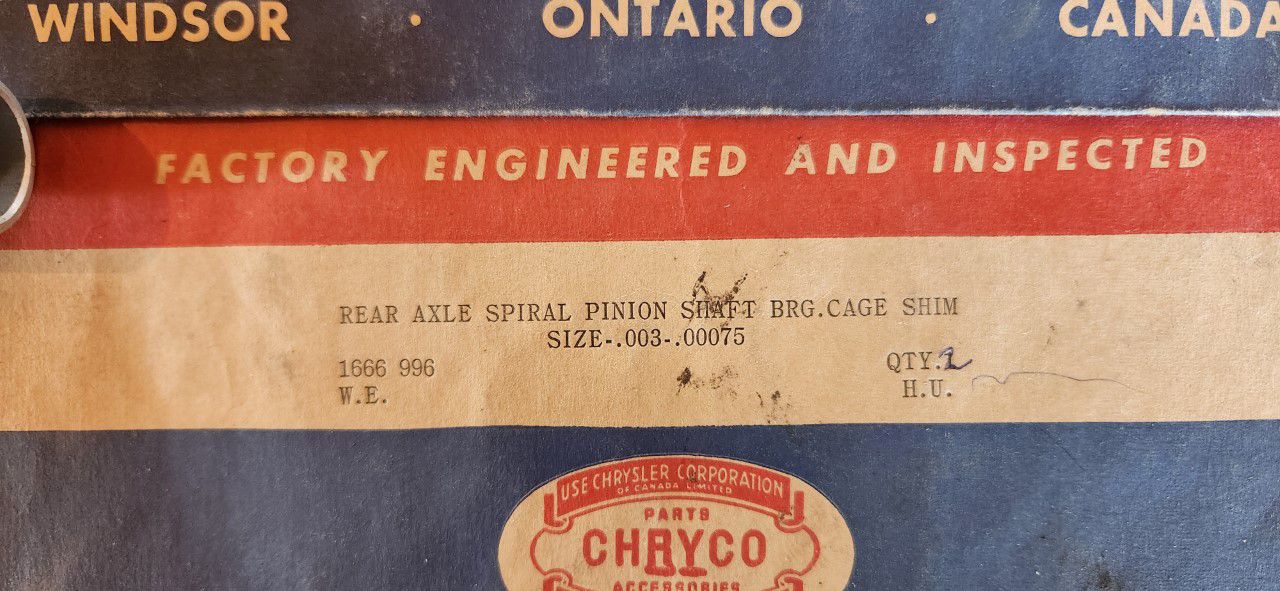 WINDSOR • ONTARIO • CANADA
FACTORY ENGINEERED AND INSPECTED
REAR AXLE SPIRAL PINION SHAFT BRG.CAGE SHIM
SIZE-.003-.00075
1666 996 QTY.2
W.E. H.U.
USE CHRYSLER CORPORATION
OF CANADA LIMITED
PARTS
CHRYCO
ACCESSORIES